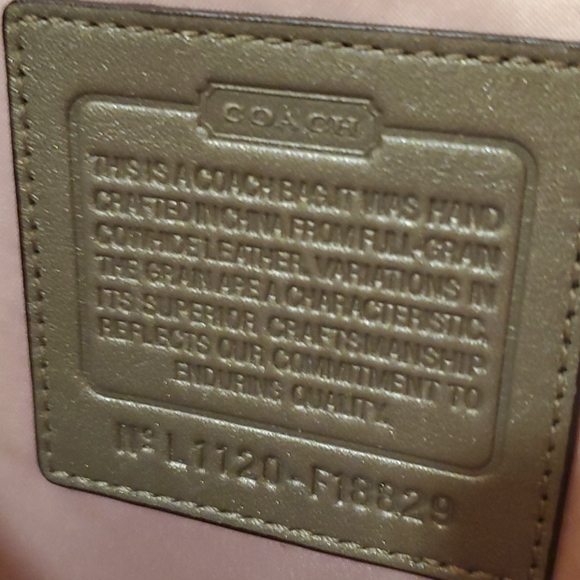 COACH
THIS IS A COACH BAG. IT WAS HAND
CRAFTED IN CHINA FROM FULL-GRAIN
COWHIDE LEATHER. VARIATIONS IN
THE GRAIN ARE A CHARACTERISTIC.
ITS SUPERIOR CRAFTSMANSHIP
REFLECTS OUR COMMITMENT TO
ENDURING QUALITY.
Nº L1120-F18829